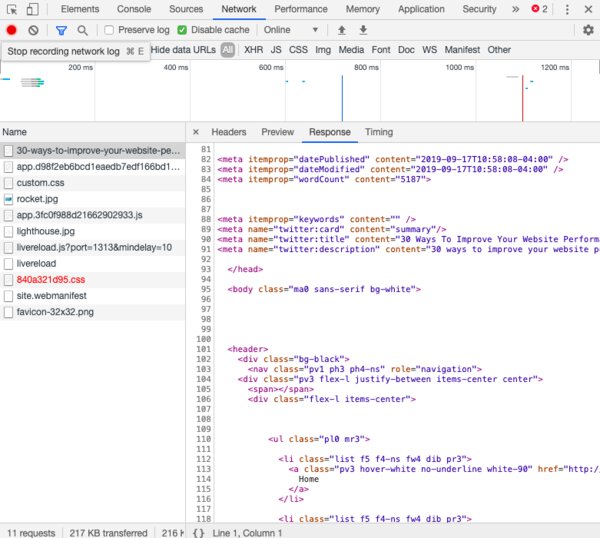 Elements Console Sources Network Performance Memory Application Security » 2
Preserve log Disable cache Online
Stop recording network log ⌘ E Hide data URLs All XHR JS CSS Img Media Font Doc WS Manifest Other
200 ms 400 ms 600 ms 800 ms 1000 ms 1200 ms
Name × Headers Preview Response Timing
30-ways-to-improve-your-website-pe…
app.d98f2eb6bcd1eaedb7edf166bd1…
custom.css
rocket.jpg
app.3fc0f988d21662902933.js
lighthouse.jpg
livereload.js?port=1313&mindelay=10
livereload
840a321d95.css
site.webmanifest
favicon-32x32.png
81
82 <meta itemprop="datePublished" content="2019-09-17T10:58:08-04:00" />
83 <meta itemprop="dateModified" content="2019-09-17T10:58:08-04:00" />
84 <meta itemprop="wordCount" content="5187">
85
86
87
88 <meta itemprop="keywords" content="" />
89 <meta name="twitter:card" content="summary"/>
90 <meta name="twitter:title" content="30 Ways To Improve Your Website Performa
91 <meta name="twitter:description" content="30 ways to improve your website pe
92
93 </head>
94
95 <body class="ma0 sans-serif bg-white">
96
97
98
99
100
101 <header>
102 <div class="bg-black">
103 <nav class="pv1 ph3 ph4-ns" role="navigation">
104 <div class="pv3 flex-l justify-between items-center center">
105 <span></span>
106 <div class="flex-l items-center">
107
108
109
110 <ul class="pl0 mr3">
111
112 <li class="list f5 f4-ns fw4 dib pr3">
113 <a class="pv3 hover-white no-underline white-90" href="http:/
114 Home
115 </a>
116 </li>
117
118 <li class="list f5 f4-ns fw4 dib pr3">
11 requests 217 KB transferred 216 K {} Line 1, Column 1